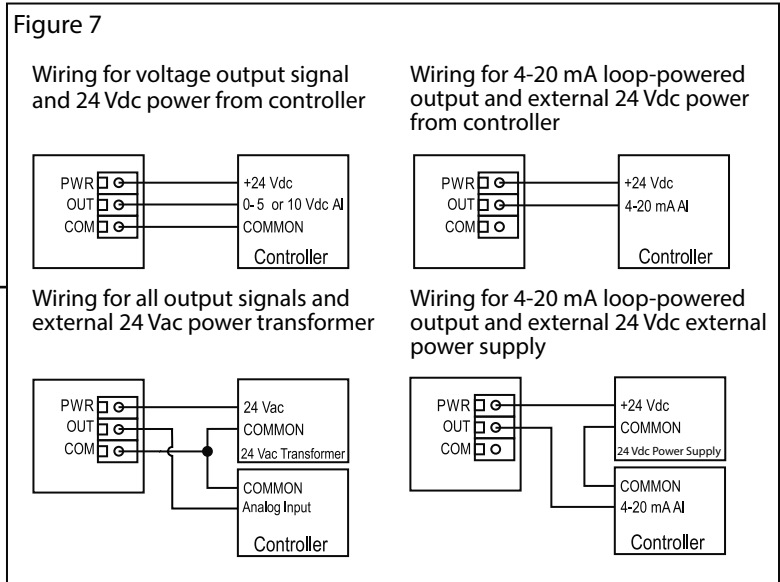 Figure 7
Wiring for voltage output signal
and 24 Vdc power from controller
PWR
OUT
COM
+24 Vdc
0-5 or 10 Vdc AI
COMMON
Controller
Wiring for 4-20 mA loop-powered
output and external 24 Vdc power
from controller
PWR
OUT
COM
+24 Vdc
4-20 mA AI
Controller
Wiring for all output signals and
external 24 Vac power transformer
PWR
OUT
COM
24 Vac
COMMON
24 Vac Transformer
COMMON
Analog Input
Controller
Wiring for 4-20 mA loop-powered
output and external 24 Vdc external
power supply
PWR
OUT
COM
+24 Vdc
COMMON
24 Vdc Power Supply
COMMON
4-20 mA AI
Controller